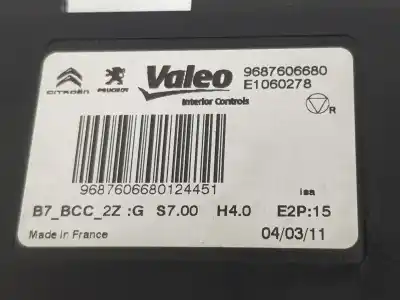 CITROËN PEUGEOT Valeo 9687606680
E1060278
Interior Controls
R
9687606680124451
isa
B7_BCC_2Z :G S7.00 H4.0 E2P:15
Made in France 04/03/11